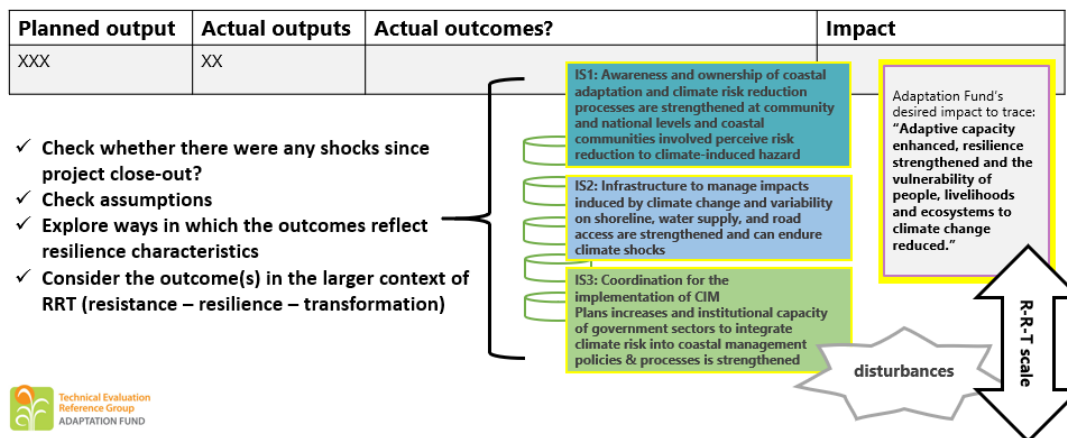 Planned output
Actual outputs
Actual outcomes?
Impact
XXX
XX
✓ Check whether there were any shocks since
project close-out?
✓ Check assumptions
✓ Explore ways in which the outcomes reflect
resilience characteristics
✓ Consider the outcome(s) in the larger context of
RRT (resistance – resilience – transformation)
IS1: Awareness and ownership of coastal
adaptation and climate risk reduction
processes are strengthened at community
and national levels and coastal
communities involved perceive risk
reduction to climate-induced hazard
IS2: Infrastructure to manage impacts
induced by climate change and variability
on shoreline, water supply, and road
access are strengthened and can endure
climate shocks
IS3: Coordination for the
implementation of CIM
Plans increases and institutional capacity
of government sectors to integrate
climate risk into coastal management
policies & processes is strengthened
Adaptation Fund's
desired impact to trace:
“Adaptive capacity
enhanced, resilience
strengthened and the
vulnerability of
people, livelihoods
and ecosystems to
climate change
reduced.”
disturbances
R-R-T scale
Technical Evaluation
Reference Group
ADAPTATION FUND